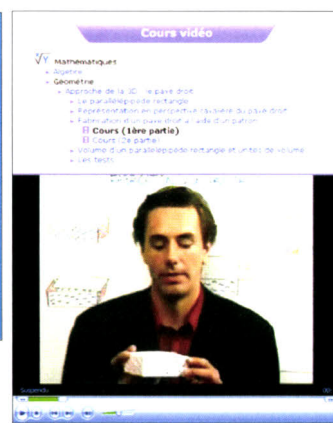 Cours vidéo
Mathématiques
Algèbre
Géométrie
Approche de la 3D : le pavé droit
Le parallélépipède rectangle
Représentation en perspective cavalière du pavé droit
Fabrication d'un pavé droit à l'aide d'un patron
Cours (1ère partie)
Cours (2e partie)
Volume d'un parallélépipède rectangle et unités de volume
Les tests
Suspendu